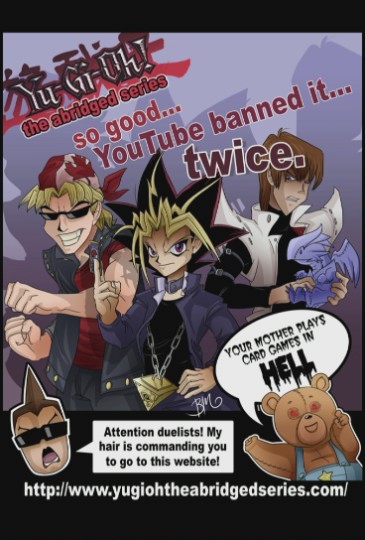 Yu-Gi-Oh!
the abridged series
so good...
YouTube banned it...
twice.
YOUR MOTHER PLAYS
CARD GAMES IN
HELL
BMc
Attention duelists! My
hair is commanding you
to go to this website!
http://www.yugiohtheabridgedseries.com/